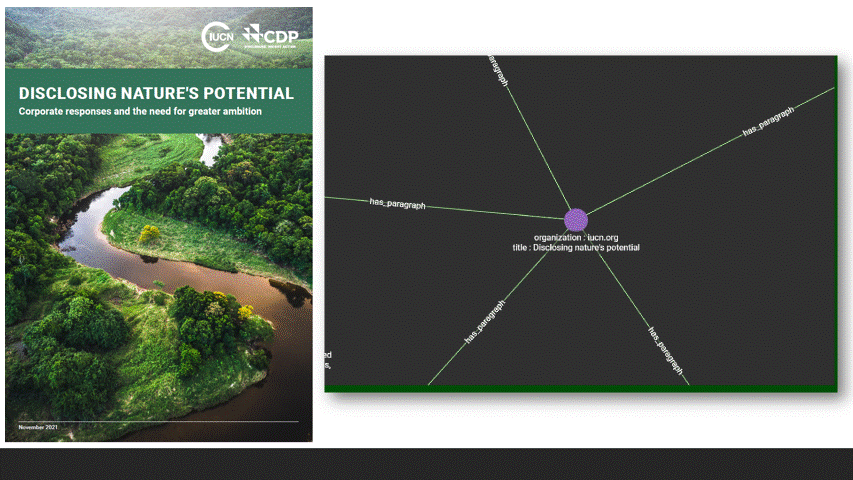 IUCN
CDP
DISCLOSING NATURE'S POTENTIAL
Corporate responses and the need for greater ambition
November 2021
has_paragraph
has_paragraph
has_paragraph
organization : iucn.org
title : Disclosing nature's potential
has_paragraph
has_paragraph
ed
s,